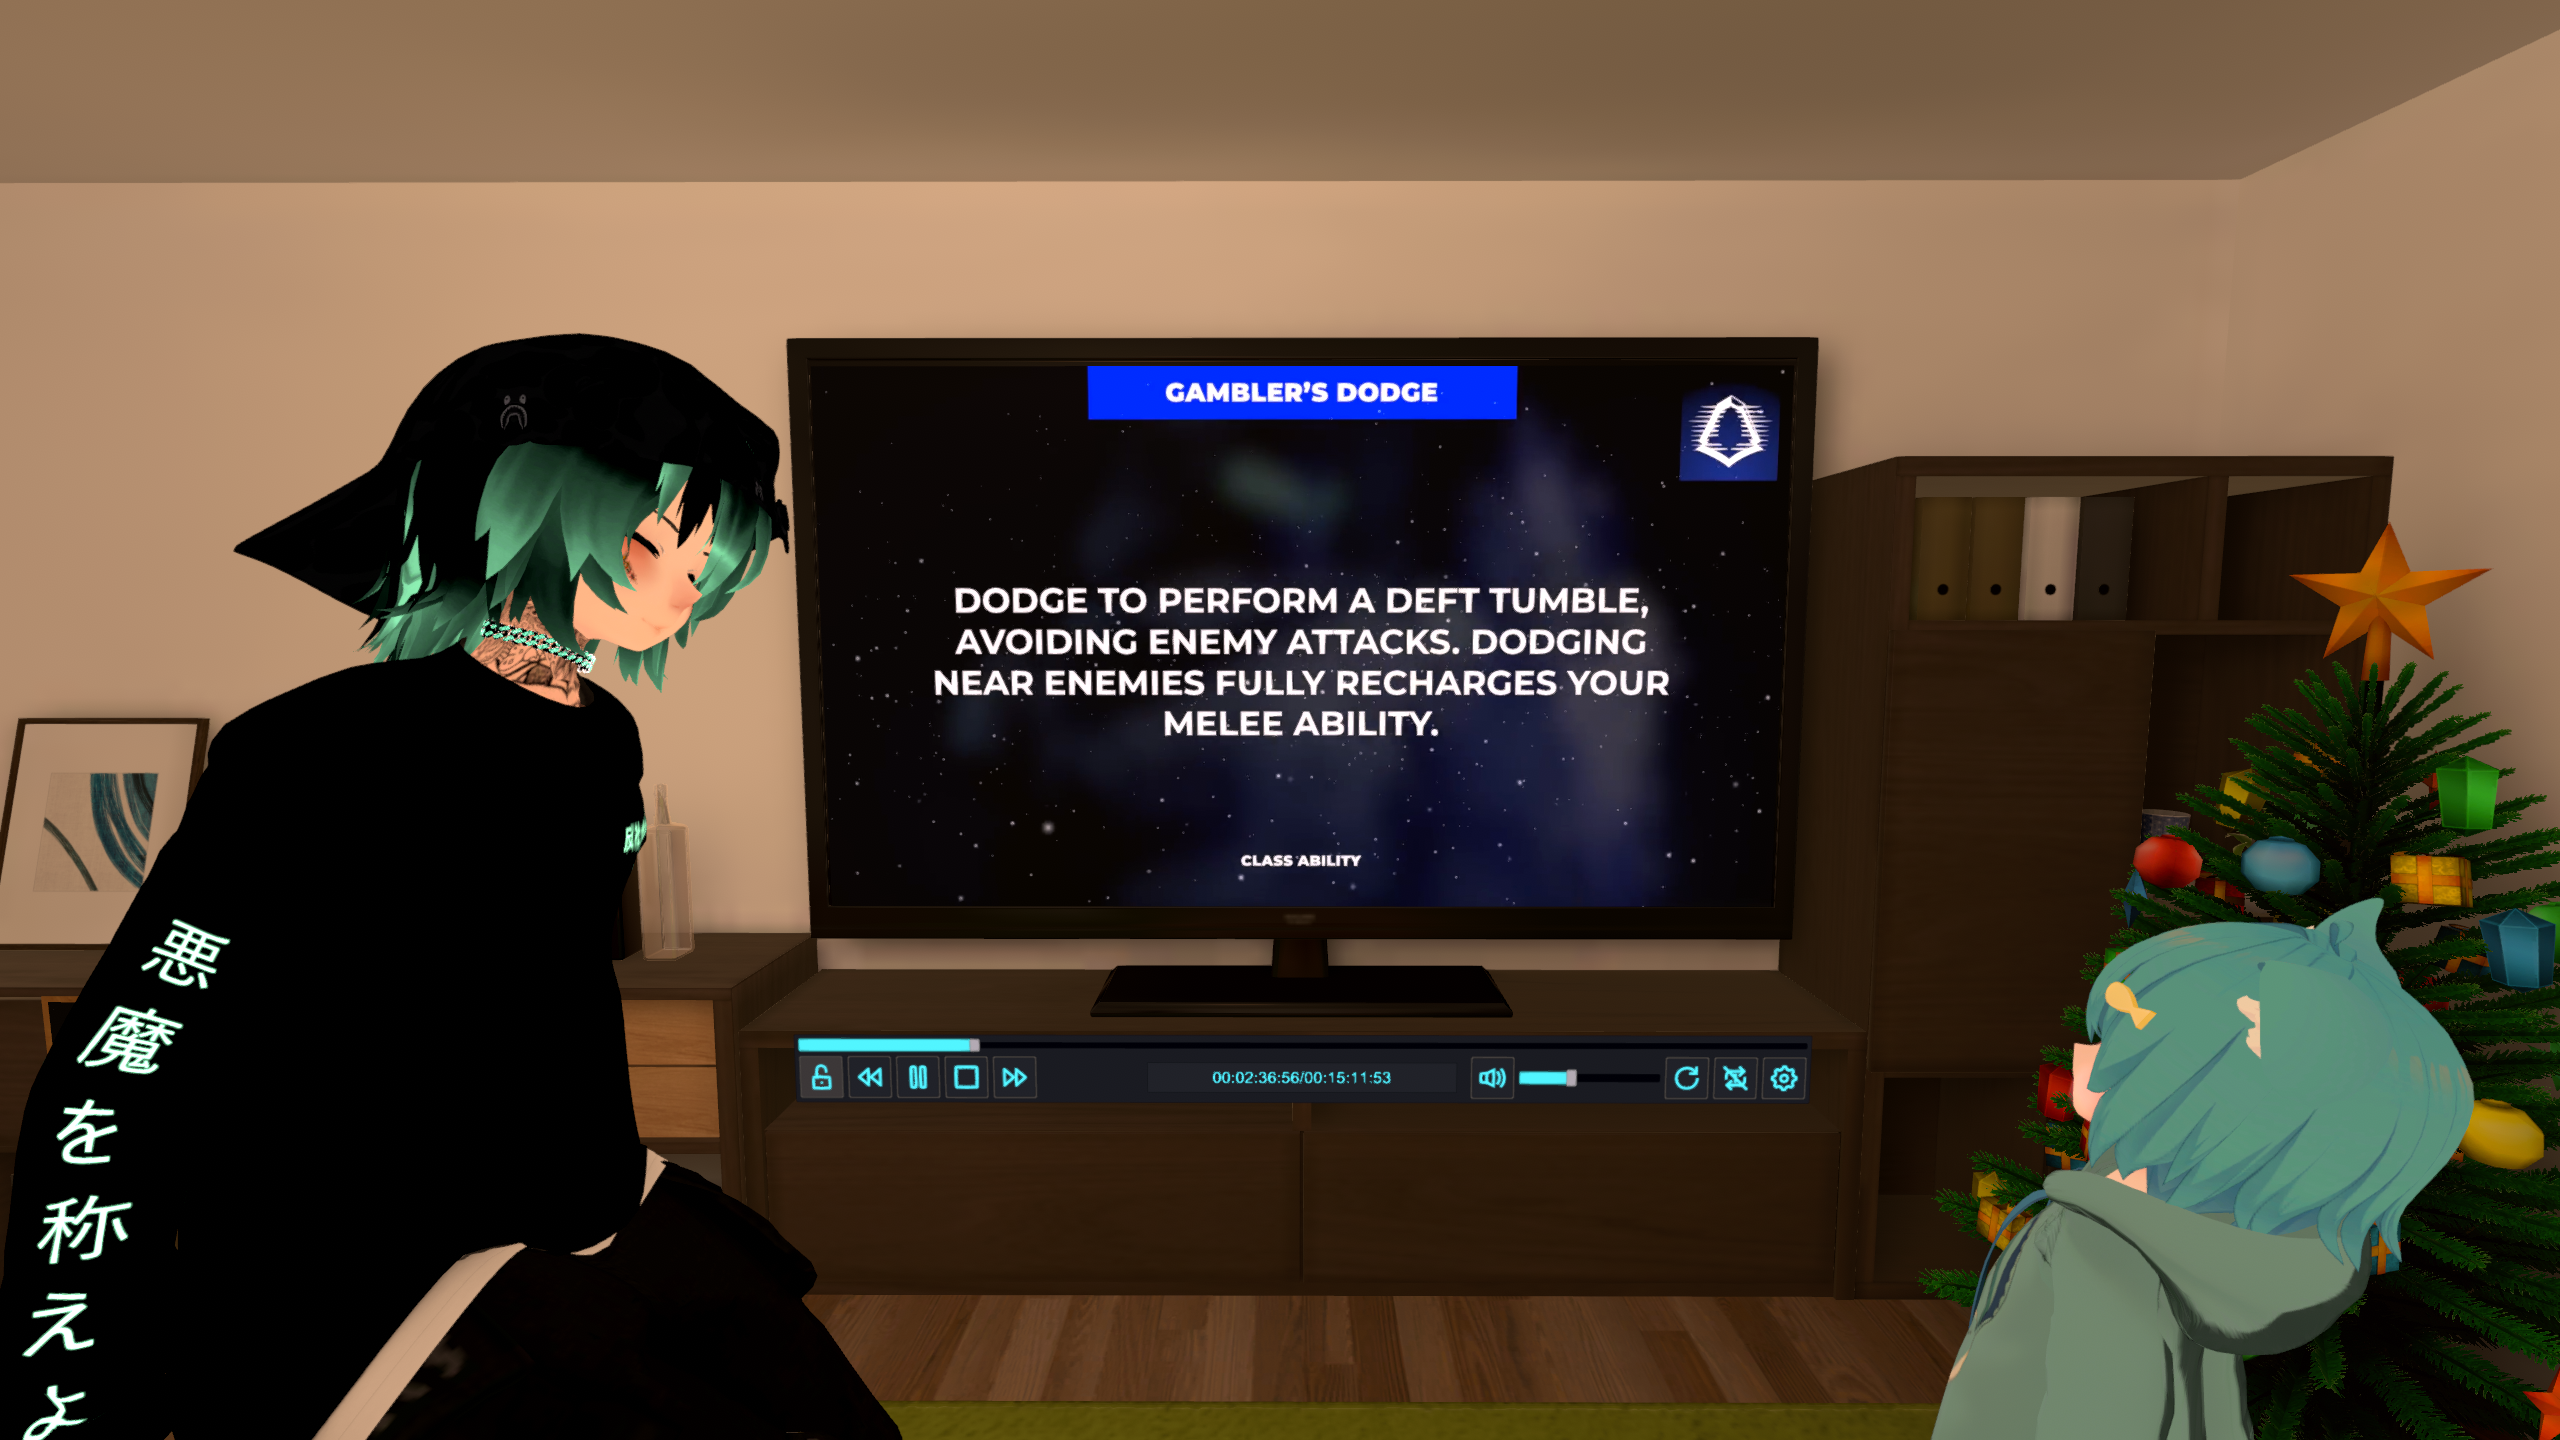 GAMBLER'S DODGE
DODGE TO PERFORM A DEFT TUMBLE,
AVOIDING ENEMY ATTACKS. DODGING
NEAR ENEMIES FULLY RECHARGES YOUR
MELEE ABILITY.
CLASS ABILITY
00:02:36:56/00:15:11:53
悪魔を称えよ